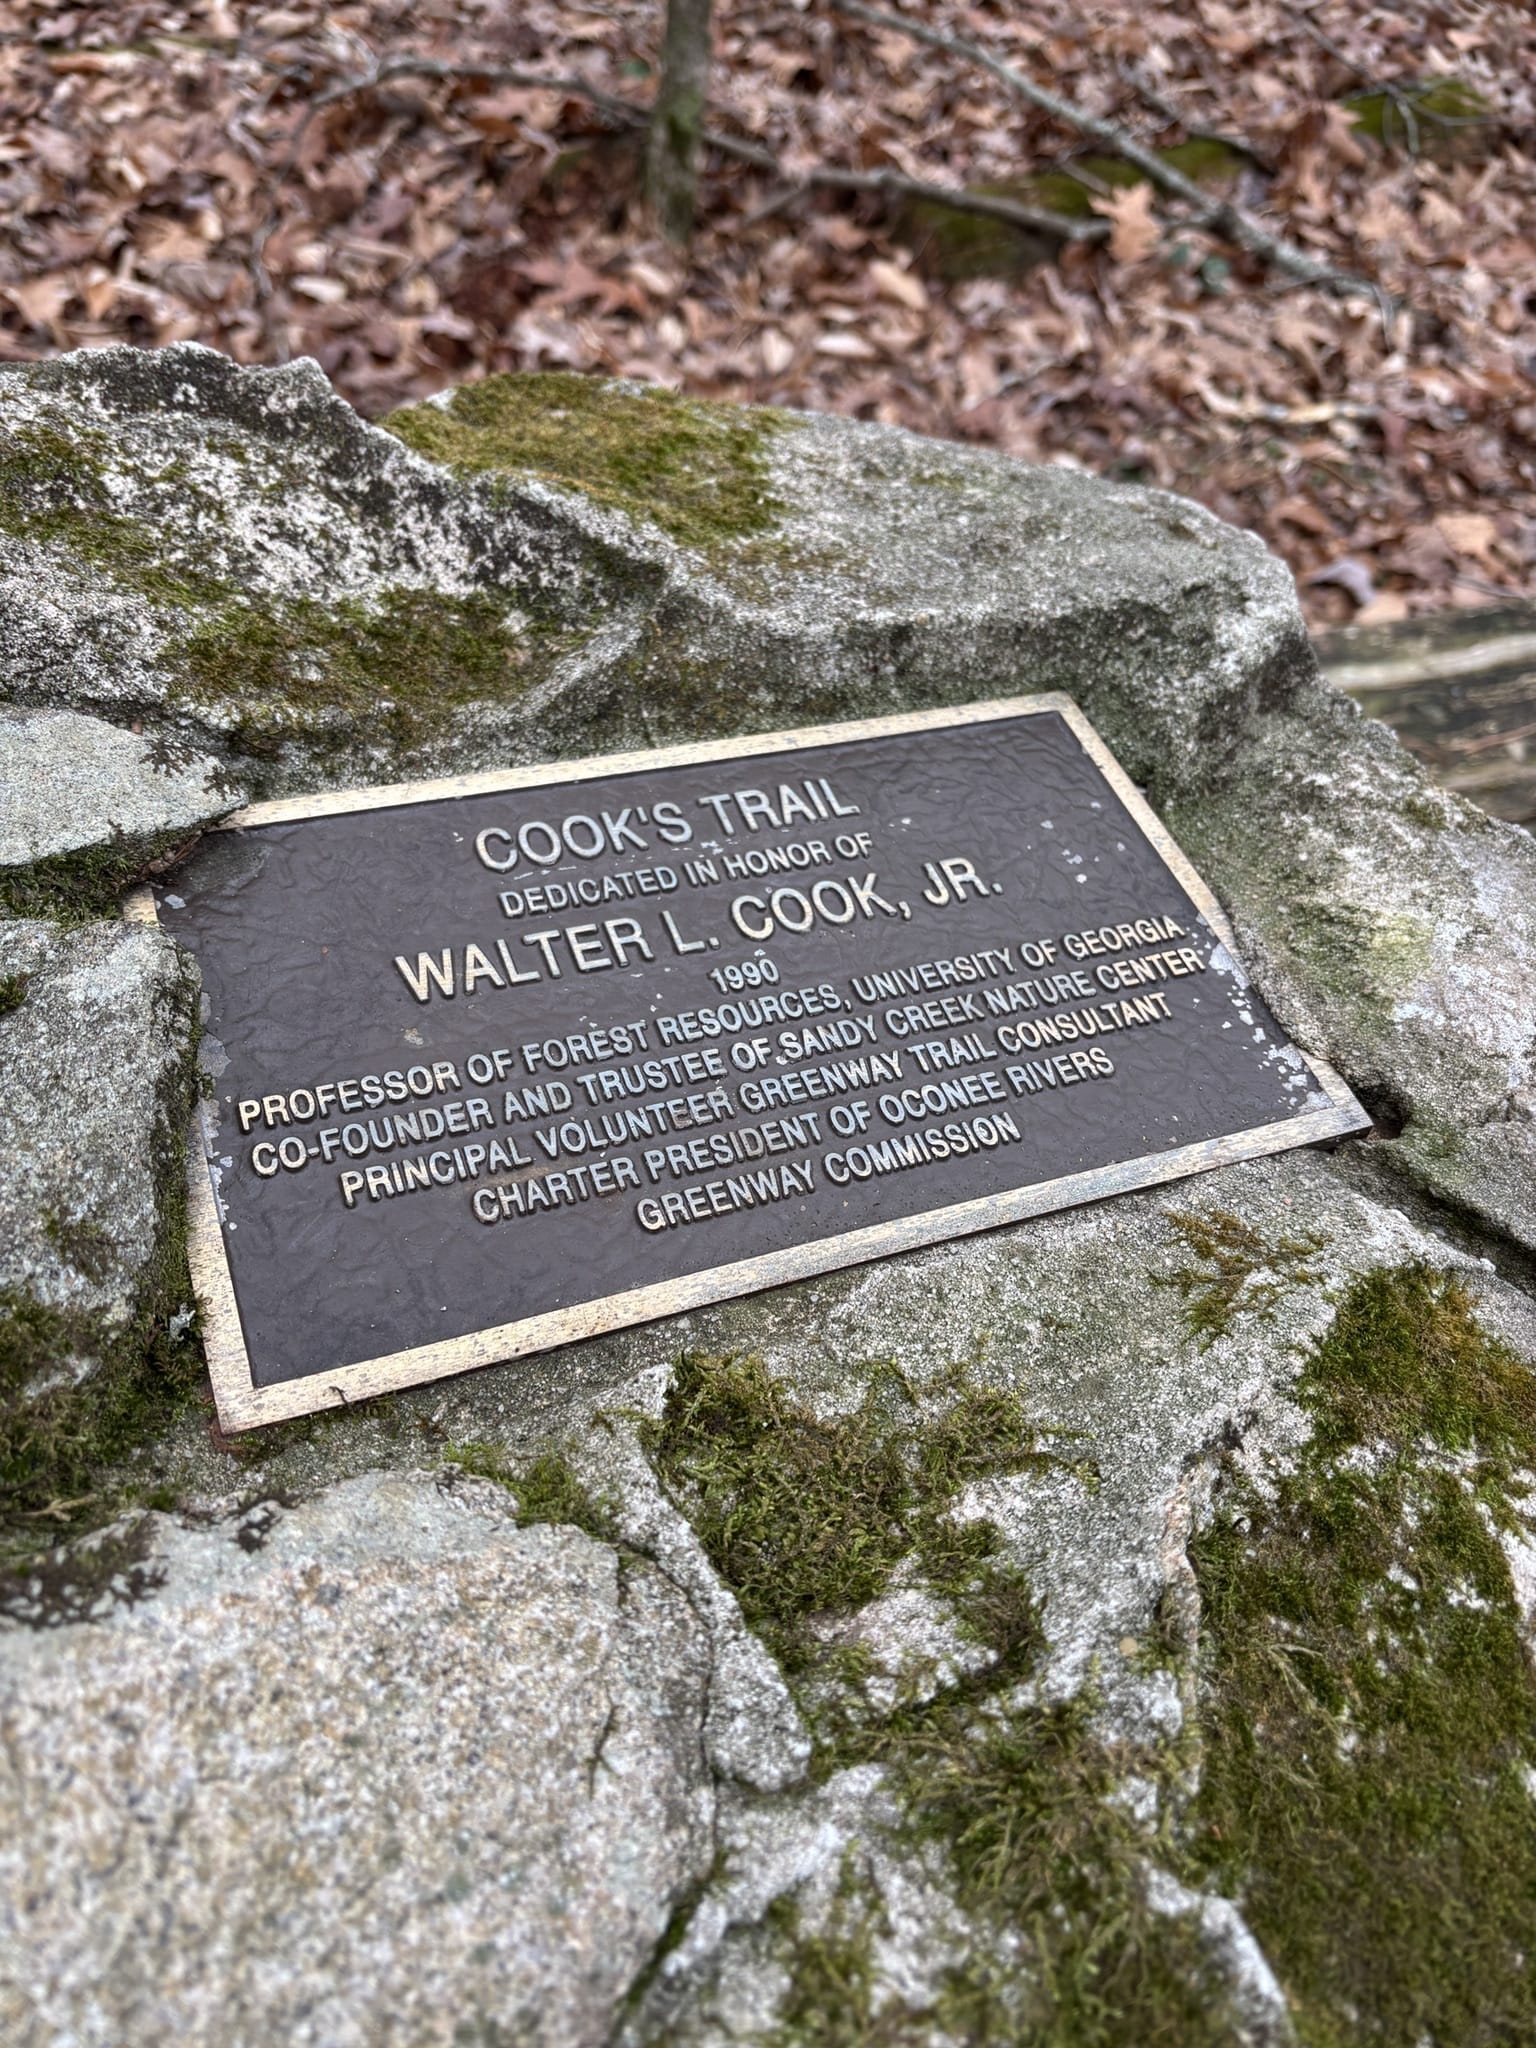 COOK'S TRAIL
DEDICATED IN HONOR OF
WALTER L. COOK, JR.
1990
PROFESSOR OF FOREST RESOURCES, UNIVERSITY OF GEORGIA
CO-FOUNDER AND TRUSTEE OF SANDY CREEK NATURE CENTER
PRINCIPAL VOLUNTEER GREENWAY TRAIL CONSULTANT
CHARTER PRESIDENT OF OCONEE RIVERS
GREENWAY COMMISSION